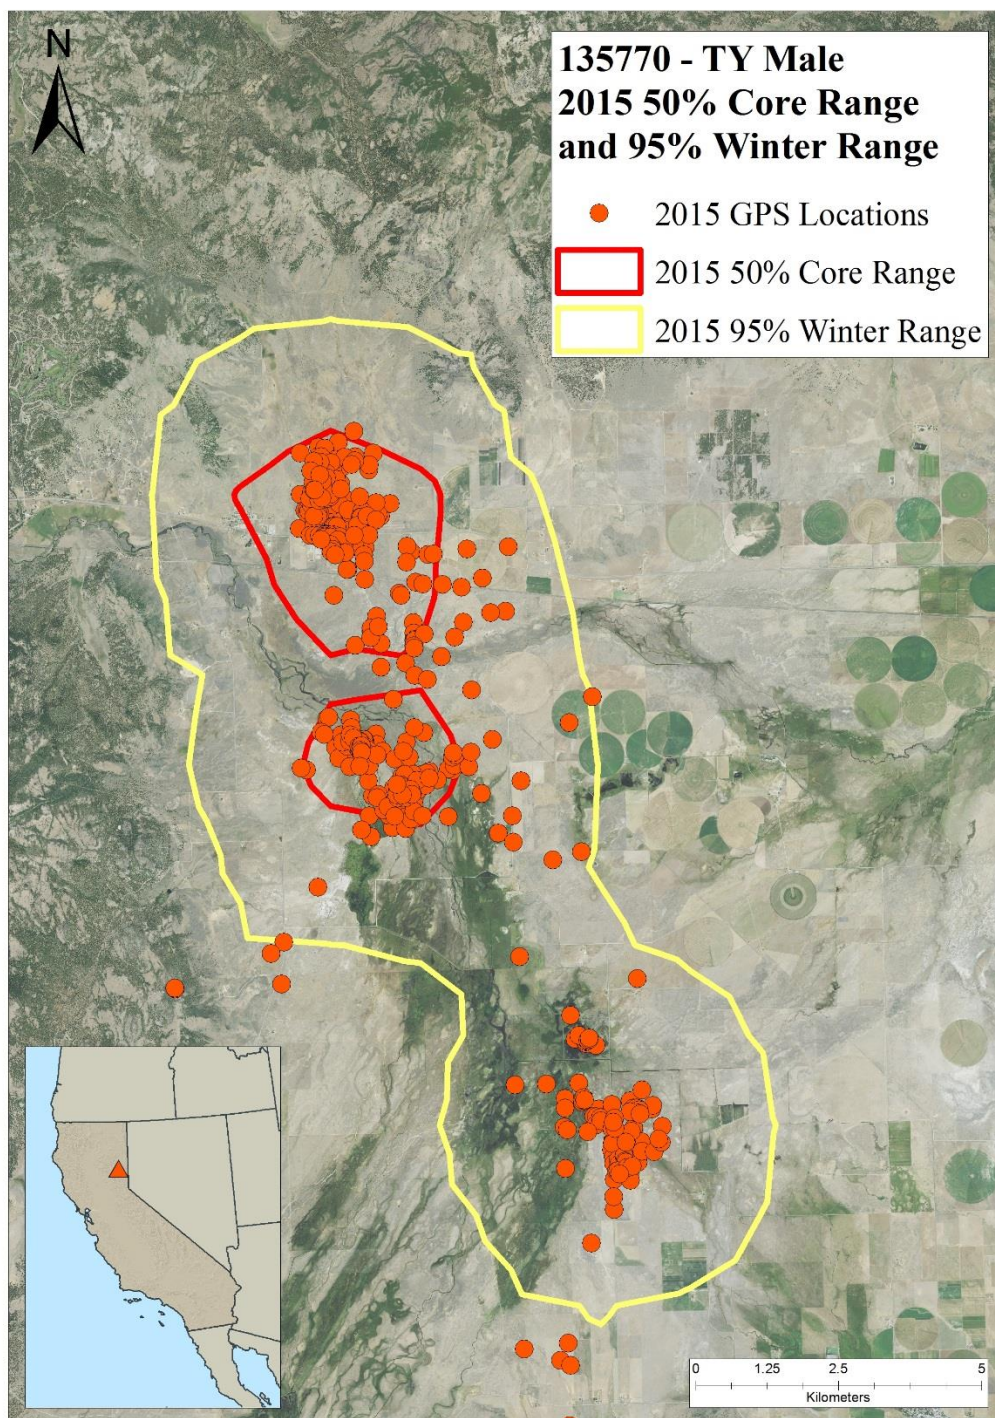 N
135770 - TY Male
2015 50% Core Range
and 95% Winter Range
2015 GPS Locations
2015 50% Core Range
2015 95% Winter Range
0 1.25 2.5 5
Kilometers